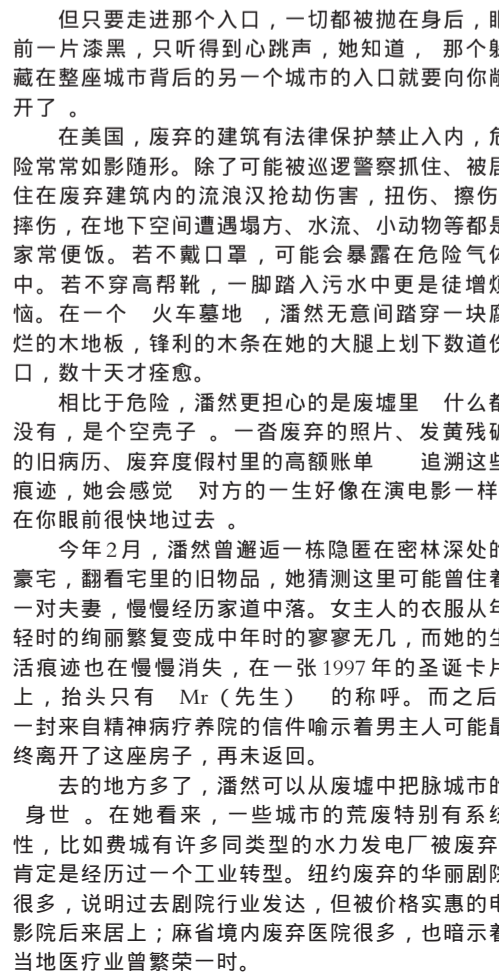 但只要走进那个入口，一切都被抛在身后，眼
前一片漆黑，只听得到心跳声，她知道， 那个躲
藏在整座城市背后的另一个城市的入口就要向你敞
开了 。
在美国，废弃的建筑有法律保护禁止入内，危
险常常如影随形。除了可能被巡逻警察抓住、被居
住在废弃建筑内的流浪汉抢劫伤害，扭伤、擦伤
摔伤，在地下空间遭遇塌方、水流、小动物等都是
家常便饭。若不戴口罩，可能会暴露在危险气体
中。若不穿高帮靴，一脚踏入污水中更是徒增烦
恼。在一个 火车墓地 ，潘然无意间踏穿一块腐
烂的木地板，锋利的木条在她的大腿上划下数道伤
口，数十天才痊愈。
相比于危险，潘然更担心的是废墟里 什么都
没有，是个空壳子 。一沓废弃的照片、发黄残破
的旧病历、废弃度假村里的高额账单 追溯这些
痕迹，她会感觉 对方的一生好像在演电影一样
在你眼前很快地过去 。
今年2月，潘然曾邂逅一栋隐匿在密林深处的
豪宅，翻看宅里的旧物品，她猜测这里可能曾住着
一对夫妻，慢慢经历家道中落。女主人的衣服从年
轻时的绚丽繁复变成中年时的寥寥无几，而她的生
活痕迹也在慢慢消失，在一张1997年的圣诞卡片
上，抬头只有 Mr（先生） 的称呼。而之后
一封来自精神病疗养院的信件喻示着男主人可能最
终离开了这座房子，再未返回。
去的地方多了，潘然可以从废墟中把脉城市的
身世 。在她看来，一些城市的荒废特别有系统
性，比如费城有许多同类型的水力发电厂被废弃
肯定是经历过一个工业转型。纽约废弃的华丽剧院
很多，说明过去剧院行业发达，但被价格实惠的电
影院后来居上；麻省境内废弃医院很多，也暗示着
当地医疗业曾繁荣一时。